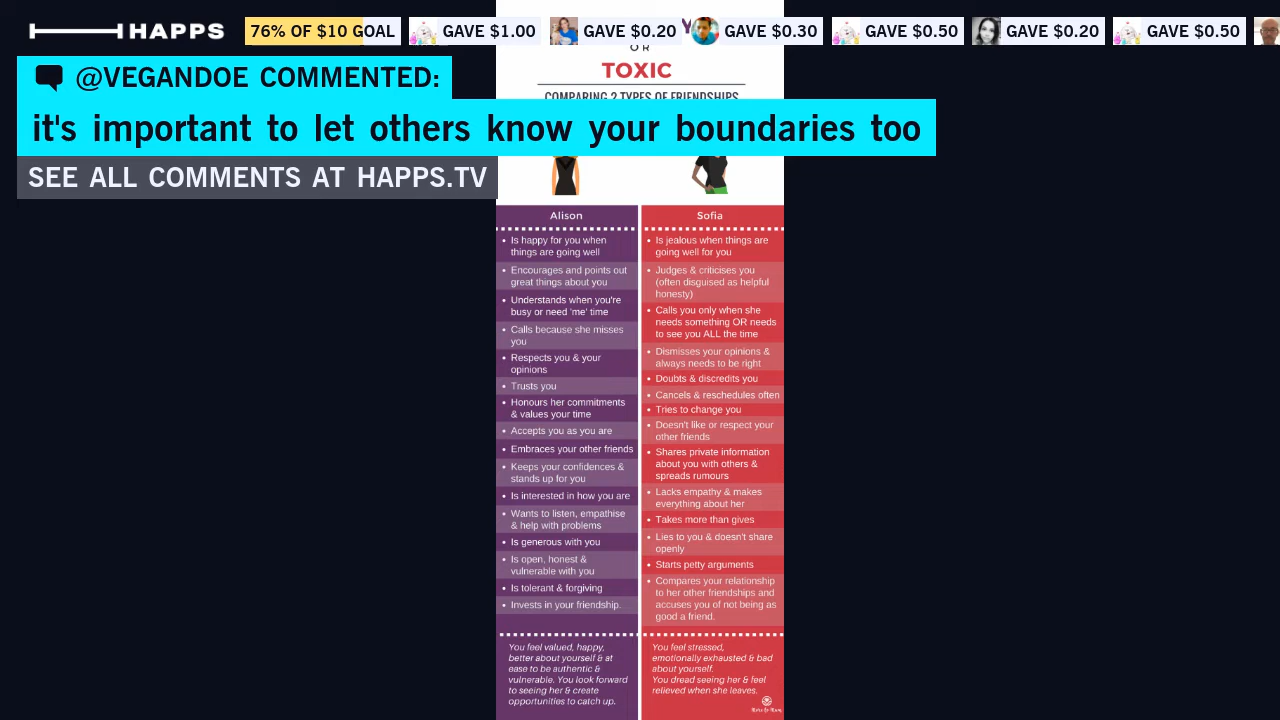 HAPPS
76% OF $10 GOAL
GAVE $1.00
GAVE $0.20
GAVE $0.30
GAVE $0.50
GAVE $0.20
GAVE $0.50
@VEGANDOE COMMENTED:
it's important to let others know your boundaries too
SEE ALL COMMENTS AT HAPPS.TV
OR
TOXIC
COMPARING 2 TYPES OF FRIENDSHIPS
Alison
• Is happy for you when
things are going well
• Encourages and points out
great things about you
• Understands when you're
busy or need 'me' time
• Calls because she misses
you
• Respects you & your
opinions
• Trusts you
• Honours her commitments
& values your time
• Accepts you as you are
• Embraces your other friends
• Keeps your confidences &
stands up for you
• Is interested in how you are
• Wants to listen, empathise
& help with problems
• Is generous with you
• Is open, honest &
vulnerable with you
• Is tolerant & forgiving
• Invests in your friendship.
You feel valued, happy,
better about yourself & at
ease to be authentic &
vulnerable. You look forward
to seeing her & create
opportunities to catch up.
Sofia
• Is jealous when things are
going well for you
• Judges & criticises you
(often disguised as helpful
honesty)
• Calls you only when she
needs something OR needs
to see you ALL the time
• Dismisses your opinions &
always needs to be right
• Doubts & discredits you
• Cancels & reschedules often
• Tries to change you
• Doesn't like or respect your
other friends
• Shares private information
about you with others &
spreads rumours
• Lacks empathy & makes
everything about her
• Takes more than gives
• Lies to you & doesn't share
openly
• Starts petty arguments
• Compares your relationship
to her other friendships and
accuses you of not being as
good a friend.
You feel stressed,
emotionally exhausted & bad
about yourself.
You dread seeing her & feel
relieved when she leaves.